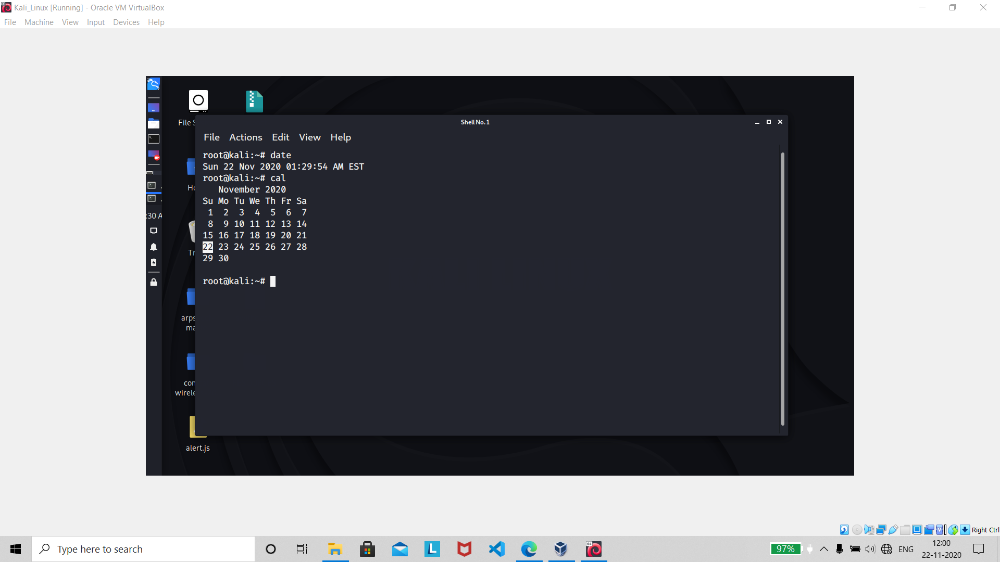 Kali_Linux [Running] - Oracle VM VirtualBox
File Machine View Input Devices Help
File S
Shell No.1
File Actions Edit View Help
root@kali:~# date
Sun 22 Nov 2020 01:29:54 AM EST
root@kali:~# cal
November 2020
Su Mo Tu We Th Fr Sa
1 2 3 4 5 6 7
8 9 10 11 12 13 14
15 16 17 18 19 20 21
22 23 24 25 26 27 28
29 30
root@kali:~#
Ho
:30 A
Tr
arps
ma
con
wirele
alert.js
Right Ctrl
Type here to search
97%
ENG
12:00
22-11-2020